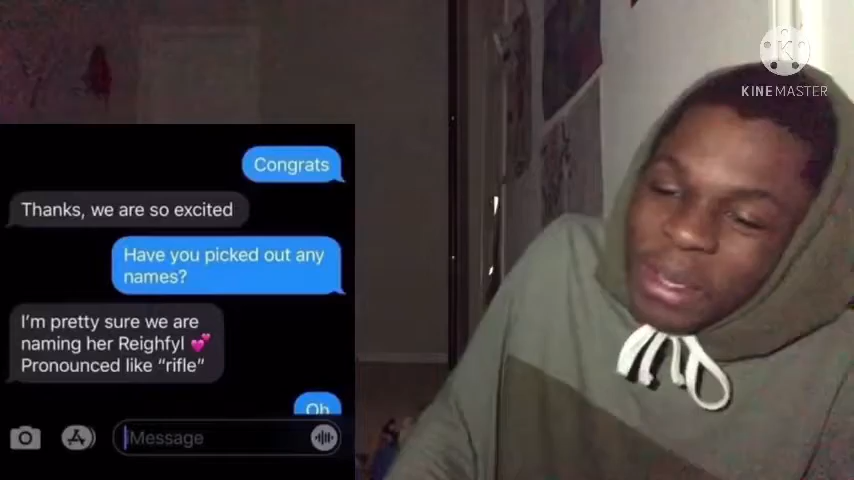 KINEMASTER
Congrats
Thanks, we are so excited
Have you picked out any
names?
I'm pretty sure we are
naming her Reighfyl 💕
Pronounced like "rifle"
Oh
iMessage